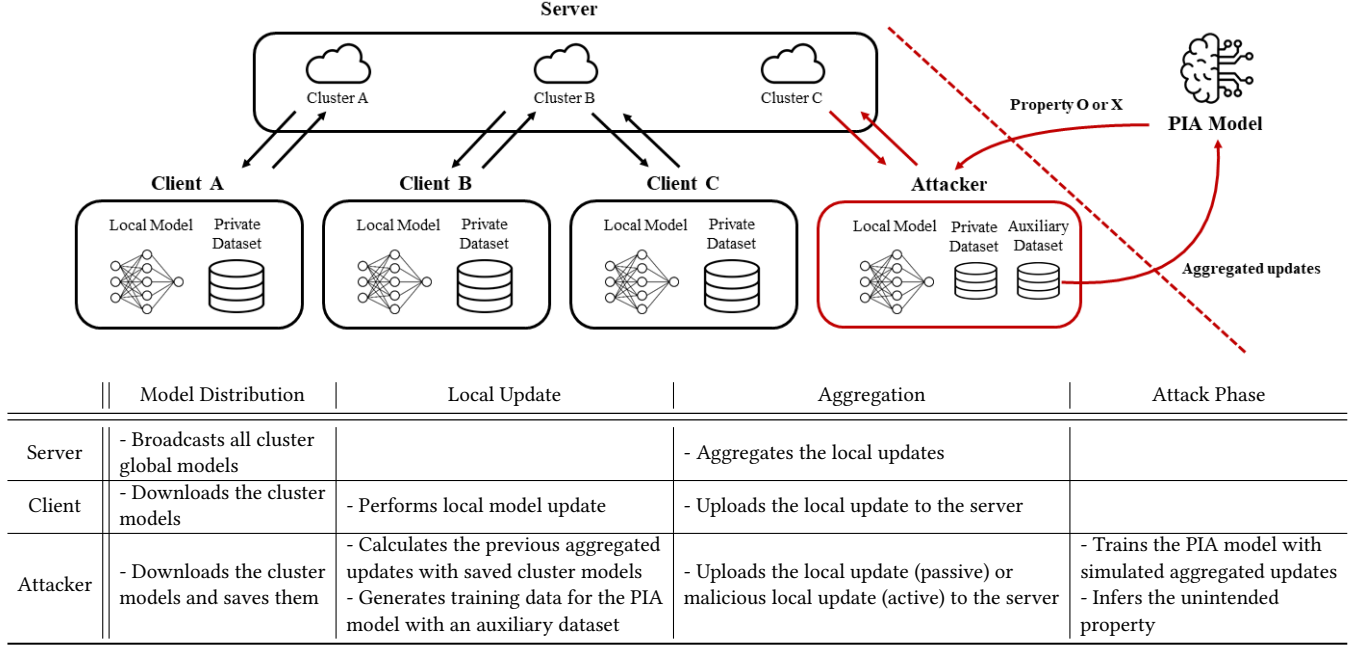 Server
Cluster A
Cluster B
Cluster C
Property O or X
PIA Model
Client A
Client B
Client C
Attacker
Local Model
Private
Dataset
Local Model
Private
Dataset
Local Model
Private
Dataset
Local Model
Private
Dataset
Auxiliary
Dataset
Aggregated updates
Model Distribution
Local Update
Aggregation
Attack Phase
Server
- Broadcasts all cluster
global models
- Aggregates the local updates
Client
- Downloads the cluster
models
- Performs local model update
- Uploads the local update to the server
Attacker
- Downloads the cluster
models and saves them
- Calculates the previous aggregated
updates with saved cluster models
- Generates training data for the PIA
model with an auxiliary dataset
- Uploads the local update (passive) or
malicious local update (active) to the server
- Trains the PIA model with
simulated aggregated updates
- Infers the unintended
property